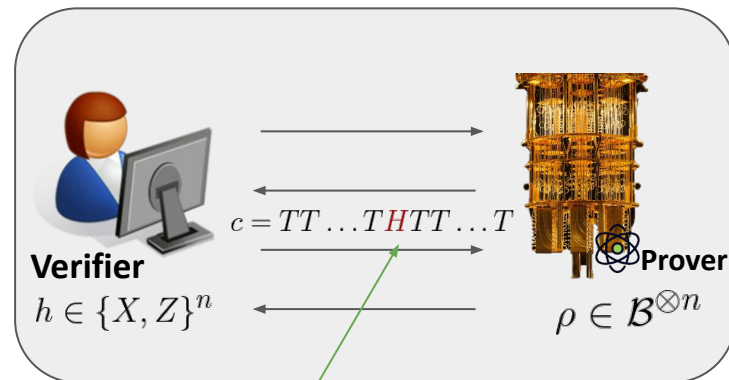 c = TT ... THTT ... T
Verifier
Prover
h ∈ {X, Z}^n
ρ ∈ 𝓑^{⊗n}